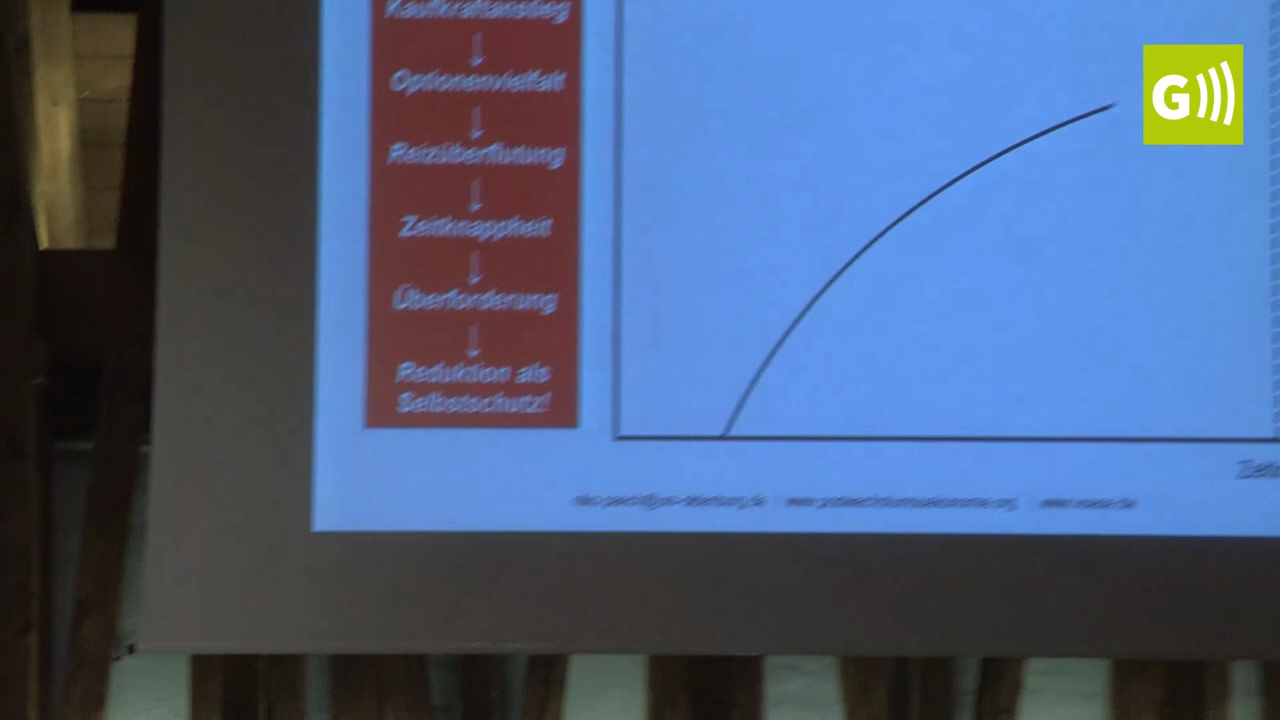 Kaufkraftanstieg
↓
Optionenvielfalt
↓
Reizüberflutung
↓
Zeitknappheit
↓
Überforderung
↓
Reduktion als
Selbstschutz!
G